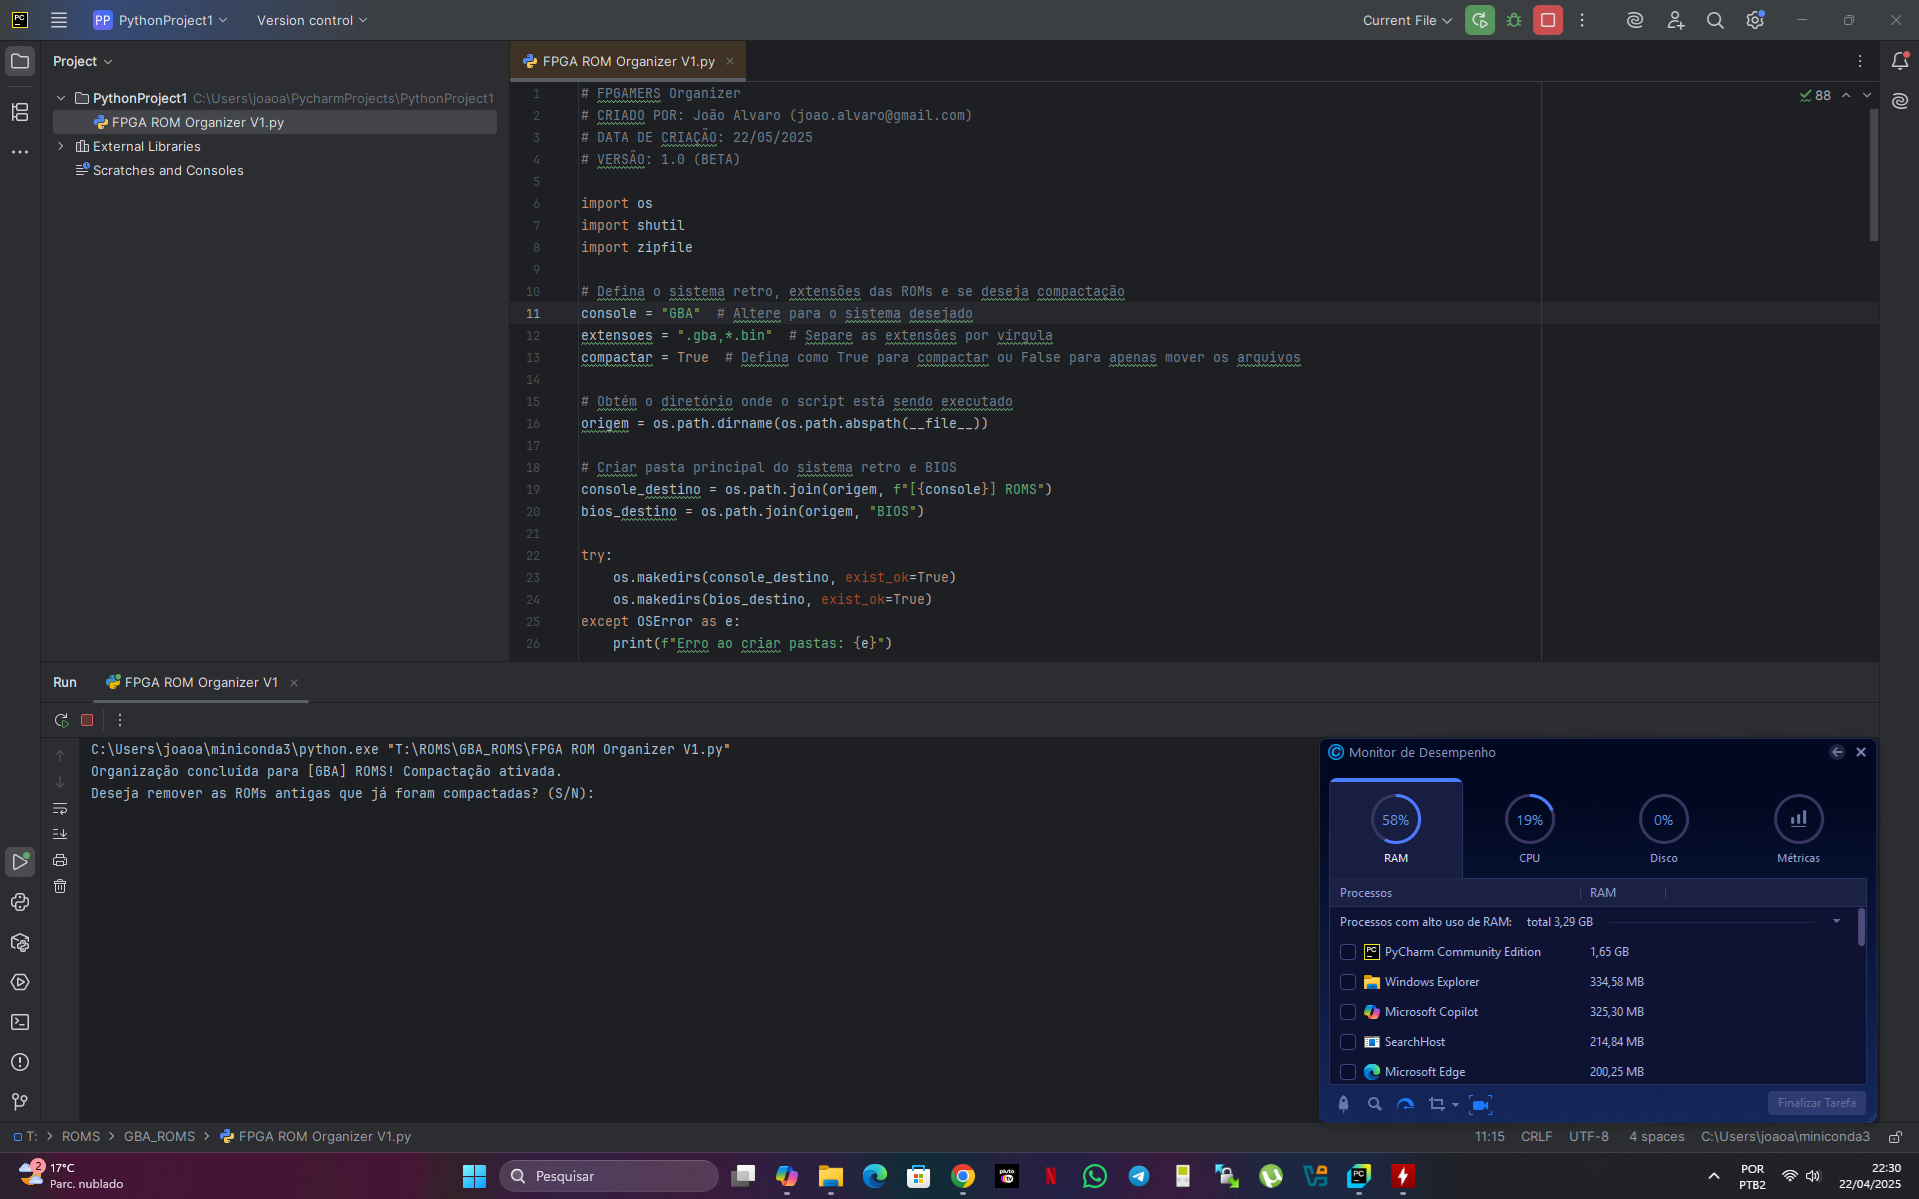 PC
PP PythonProject1
Version control
Current File
Project
PythonProject1 C:\Users\joaoa\PycharmProjects\PythonProject1
FPGA ROM Organizer V1.py
External Libraries
Scratches and Consoles
FPGA ROM Organizer V1.py
88
1 # FPGAMERS Organizer
2 # CRIADO POR: João Alvaro (joao.alvaro@gmail.com)
3 # DATA DE CRIAÇÃO: 22/05/2025
4 # VERSÃO: 1.0 (BETA)
5
6 import os
7 import shutil
8 import zipfile
9
10 # Defina o sistema retro, extensões das ROMs e se deseja compactação
11 console = "GBA"  # Altere para o sistema desejado
12 extensoes = ".gba,*.bin"  # Separe as extensões por vírgula
13 compactar = True  # Defina como True para compactar ou False para apenas mover os arquivos
14
15 # Obtém o diretório onde o script está sendo executado
16 origem = os.path.dirname(os.path.abspath(__file__))
17
18 # Criar pasta principal do sistema retro e BIOS
19 console_destino = os.path.join(origem, f"[{console}] ROMS")
20 bios_destino = os.path.join(origem, "BIOS")
21
22 try:
23     os.makedirs(console_destino, exist_ok=True)
24     os.makedirs(bios_destino, exist_ok=True)
25 except OSError as e:
26     print(f"Erro ao criar pastas: {e}")
Run
FPGA ROM Organizer V1
C:\Users\joaoa\miniconda3\python.exe "T:\ROMS\GBA_ROMS\FPGA ROM Organizer V1.py"
Organização concluída para [GBA] ROMS! Compactação ativada.
Deseja remover as ROMs antigas que já foram compactadas? (S/N):
Monitor de Desempenho
58%
19%
0%
RAM
CPU
Disco
Métricas
Processos
RAM
Processos com alto uso de RAM: total 3,29 GB
PC PyCharm Community Edition 1,65 GB
Windows Explorer 334,58 MB
Microsoft Copilot 325,30 MB
SearchHost 214,84 MB
Microsoft Edge 200,25 MB
Finalizar Tarefa
T: > ROMS > GBA_ROMS > FPGA ROM Organizer V1.py
11:15
CRLF
UTF-8
4 spaces
C:\Users\joaoa\miniconda3
2
17°C
Parc. nublado
Pesquisar
pluto tv
N
PC
POR
PTB2
22:30
22/04/2025